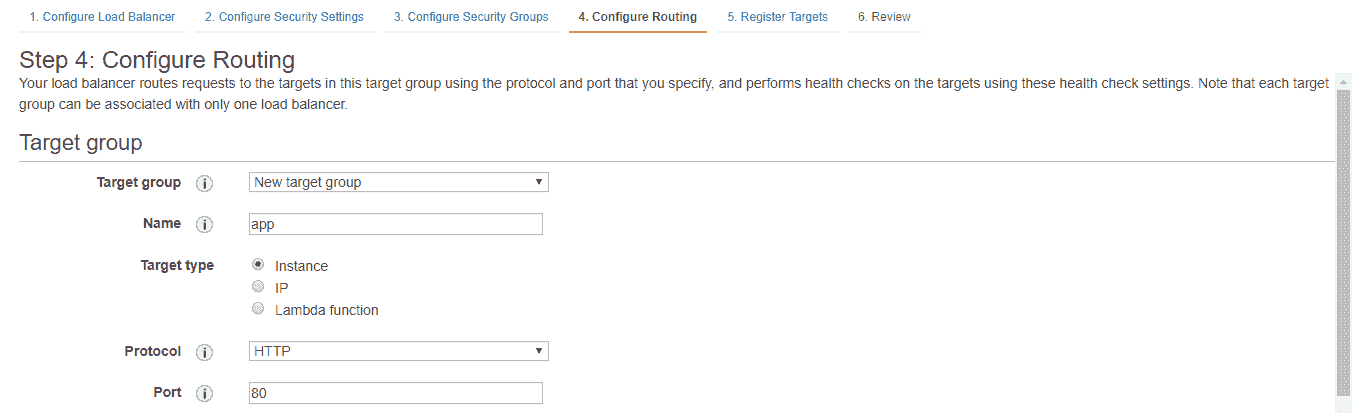 1. Configure Load Balancer 2. Configure Security Settings 3. Configure Security Groups 4. Configure Routing 5. Register Targets 6. Review
Step 4: Configure Routing
Your load balancer routes requests to the targets in this target group using the protocol and port that you specify, and performs health checks on the targets using these health check settings. Note that each target
group can be associated with only one load balancer.
Target group
Target group i New target group
Name i app
Target type Instance
IP
Lambda function
Protocol i HTTP
Port i 80